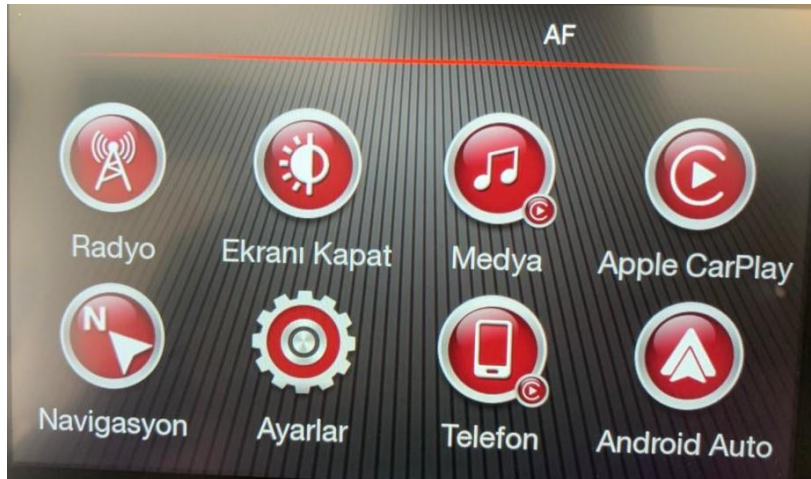 AF
Radyo
Ekranı Kapat
Medya
Apple CarPlay
N
Navigasyon
Ayarlar
Telefon
Android Auto